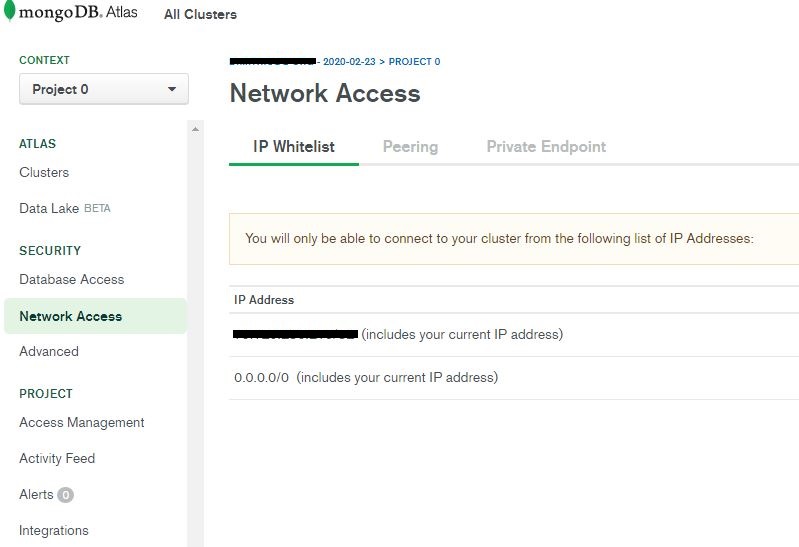 mongoDB. Atlas All Clusters
CONTEXT
Project 0
ATLAS
Clusters
Data Lake BETA
SECURITY
Database Access
Network Access
Advanced
PROJECT
Access Management
Activity Feed
Alerts 0
Integrations
- 2020-02-23 > PROJECT 0
Network Access
IP Whitelist Peering Private Endpoint
You will only be able to connect to your cluster from the following list of IP Addresses:
IP Address
(includes your current IP address)
0.0.0.0/0 (includes your current IP address)